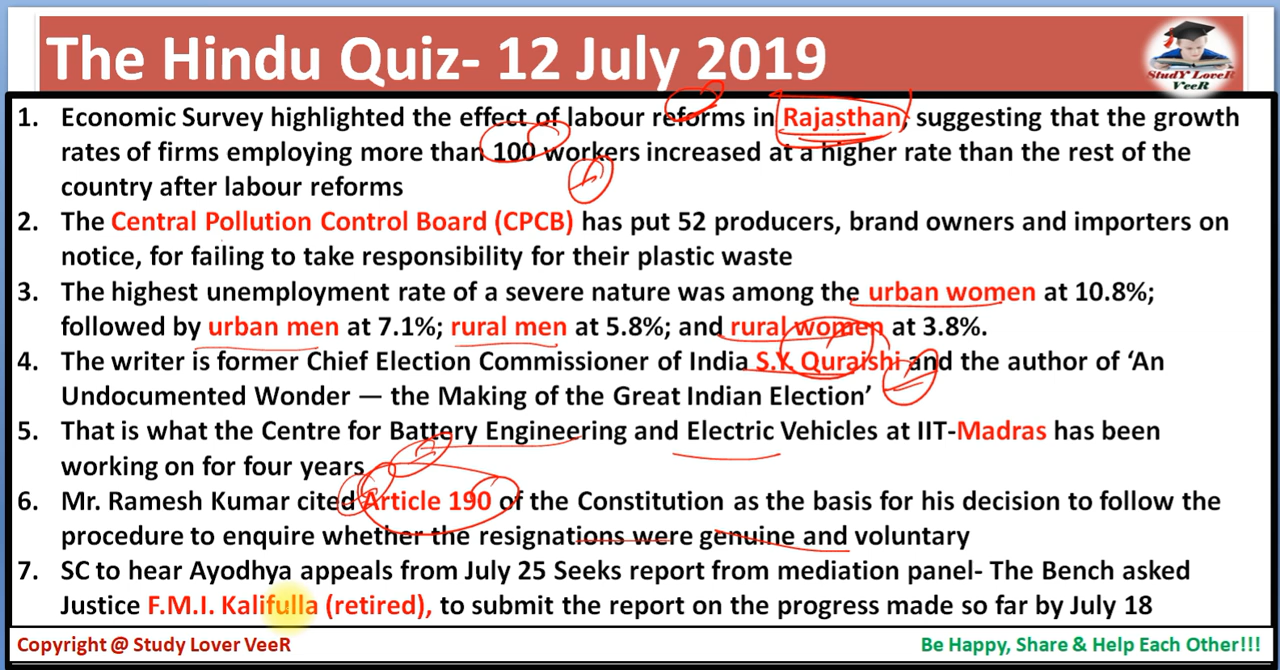 The Hindu Quiz- 12 July 2019
StudY LoveR
VeeR
1. Economic Survey highlighted the effect of labour reforms in Rajasthan, suggesting that the growth
rates of firms employing more than 100 workers increased at a higher rate than the rest of the
country after labour reforms
2. The Central Pollution Control Board (CPCB) has put 52 producers, brand owners and importers on
notice, for failing to take responsibility for their plastic waste
3. The highest unemployment rate of a severe nature was among the urban women at 10.8%;
followed by urban men at 7.1%; rural men at 5.8%; and rural women at 3.8%.
4. The writer is former Chief Election Commissioner of India S.Y. Quraishi and the author of ‘An
Undocumented Wonder — the Making of the Great Indian Election’
5. That is what the Centre for Battery Engineering and Electric Vehicles at IIT-Madras has been
working on for four years
6. Mr. Ramesh Kumar cited Article 190 of the Constitution as the basis for his decision to follow the
procedure to enquire whether the resignations were genuine and voluntary
7. SC to hear Ayodhya appeals from July 25 Seeks report from mediation panel- The Bench asked
Justice F.M.I. Kalifulla (retired), to submit the report on the progress made so far by July 18
Copyright @ Study Lover VeeR
Be Happy, Share & Help Each Other!!!